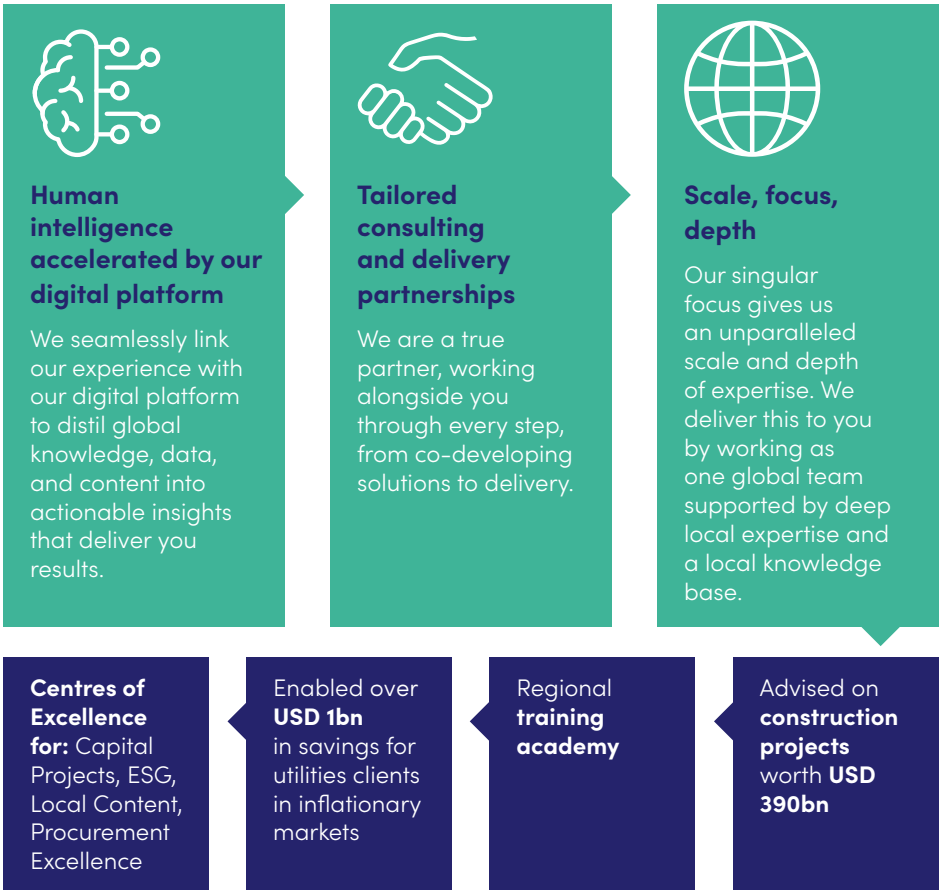 Human
intelligence
accelerated by our
digital platform
We seamlessly link
our experience with
our digital platform
to distil global
knowledge, data,
and content into
actionable insights
that deliver you
results.
Tailored
consulting
and delivery
partnerships
We are a true
partner, working
alongside you
through every step,
from co-developing
solutions to delivery.
Scale, focus,
depth
Our singular
focus gives us
an unparalleled
scale and depth
of expertise. We
deliver this to you
by working as
one global team
supported by deep
local expertise and
a local knowledge
base.
Advised on
construction
projects
worth USD
390bn
Regional
training
academy
Enabled over
USD 1bn
in savings for
utilities clients
in inflationary
markets
Centres of
Excellence
for: Capital
Projects, ESG,
Local Content,
Procurement
Excellence